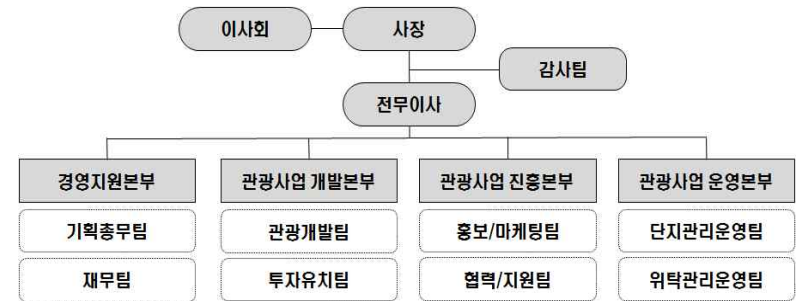 이사회
사장
감사팀
전무이사
경영지원본부
관광사업 개발본부
관광사업 진흥본부
관광사업 운영본부
기획총무팀
관광개발팀
홍보/마케팅팀
단지관리운영팀
재무팀
투자유치팀
협력/지원팀
위탁관리운영팀